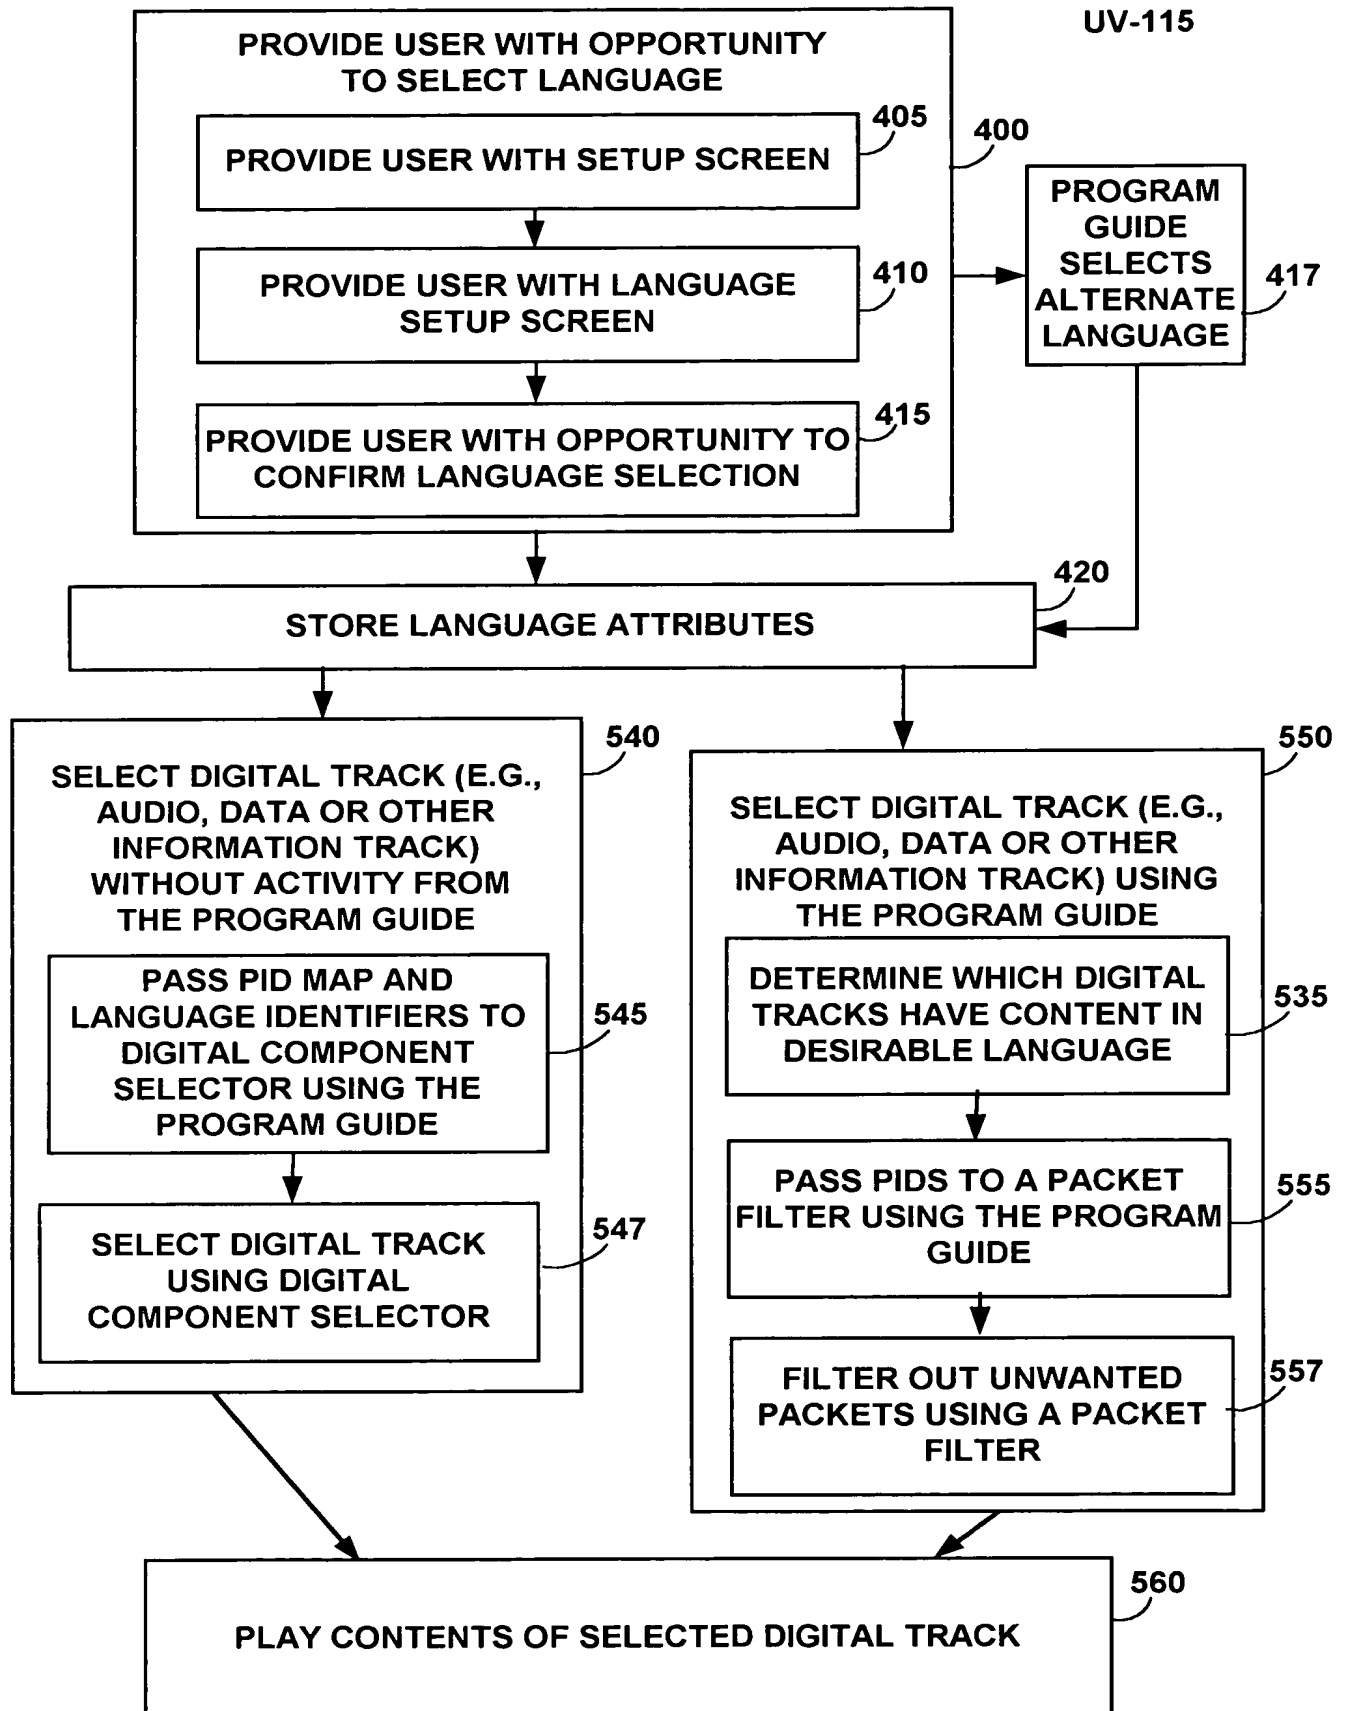 UV-115
PROVIDE USER WITH OPPORTUNITY
TO SELECT LANGUAGE
405
PROVIDE USER WITH SETUP SCREEN
400
410
PROVIDE USER WITH LANGUAGE
SETUP SCREEN
415
PROVIDE USER WITH OPPORTUNITY TO
CONFIRM LANGUAGE SELECTION
PROGRAM
GUIDE
SELECTS
ALTERNATE
LANGUAGE
417
420
STORE LANGUAGE ATTRIBUTES
540
SELECT DIGITAL TRACK (E.G.,
AUDIO, DATA OR OTHER
INFORMATION TRACK)
WITHOUT ACTIVITY FROM
THE PROGRAM GUIDE
PASS PID MAP AND
LANGUAGE IDENTIFIERS TO
DIGITAL COMPONENT
SELECTOR USING THE
PROGRAM GUIDE
545
SELECT DIGITAL TRACK
USING DIGITAL
COMPONENT SELECTOR
547
550
SELECT DIGITAL TRACK (E.G.,
AUDIO, DATA OR OTHER
INFORMATION TRACK) USING
THE PROGRAM GUIDE
DETERMINE WHICH DIGITAL
TRACKS HAVE CONTENT IN
DESIRABLE LANGUAGE
535
PASS PIDS TO A PACKET
FILTER USING THE PROGRAM
GUIDE
555
FILTER OUT UNWANTED
PACKETS USING A PACKET
FILTER
557
560
PLAY CONTENTS OF SELECTED DIGITAL TRACK